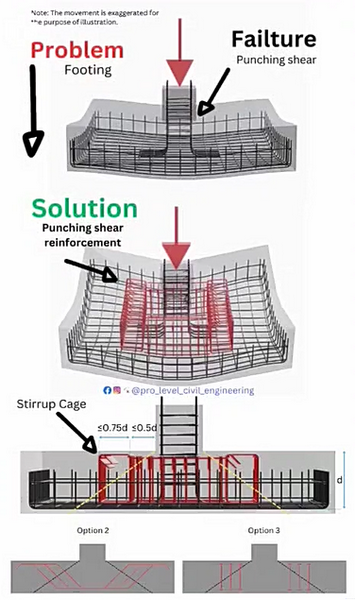 Note: The movement is exaggerated for
**e purpose of illustration.
Problem
Footing
Failture
Punching shear
Solution
Punching shear
reinforcement
@pro_level_civil_engineering
Stirrup Cage
≤0.75d ≤0.5d
d
Option 2
Option 3